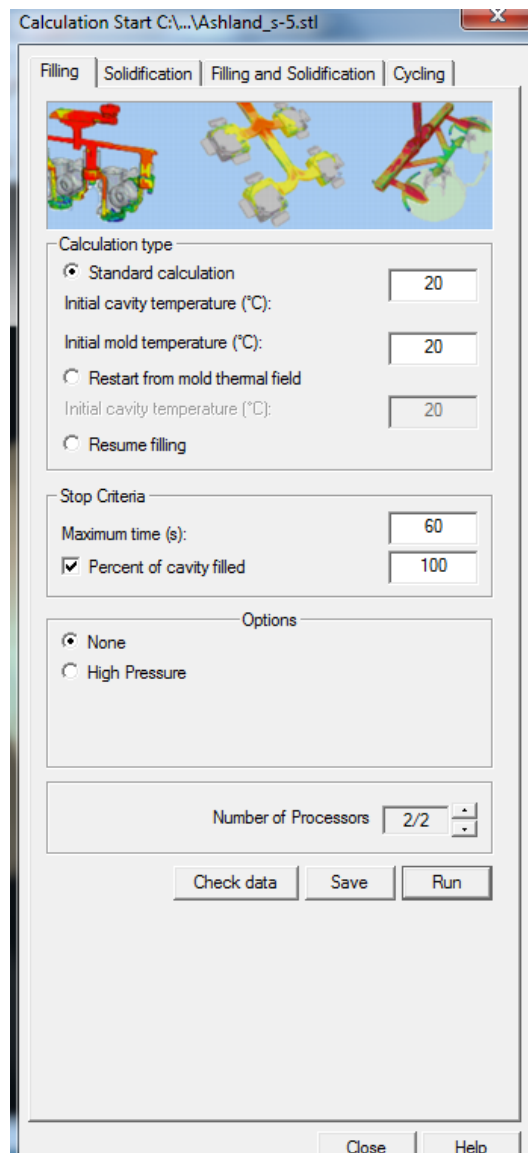 Calculation Start C:\...\Ashland_s-5.stl
Filling Solidification Filling and Solidification Cycling
Calculation type
Standard calculation
Initial cavity temperature (°C): 20
Initial mold temperature (°C): 20
Restart from mold thermal field
Initial cavity temperature (°C): 20
Resume filling
Stop Criteria
Maximum time (s): 60
Percent of cavity filled 100
Options
None
High Pressure
Number of Processors 2/2
Check data Save Run
Close Help